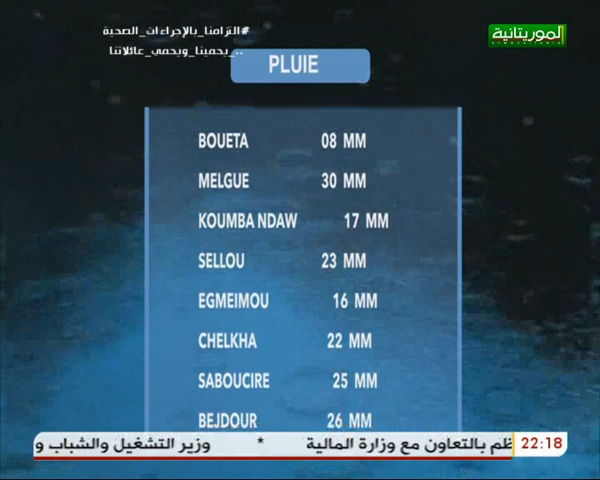 #التزامنا_بالإجراءات_الصحية
.._يحمينا_ويحمي_عائلاتنا
الموريتانية
PLUIE
BOUETA 08 MM
MELGUE 30 MM
KOUMBA NDAW 17 MM
SELLOU 23 MM
EGMEIMOU 16 MM
CHELKHA 22 MM
SABOUCIRE 25 MM
BEJDOUR 26 MM
ظم بالتعاون مع وزارة المالية * وزير التشغيل والشباب و
22:18